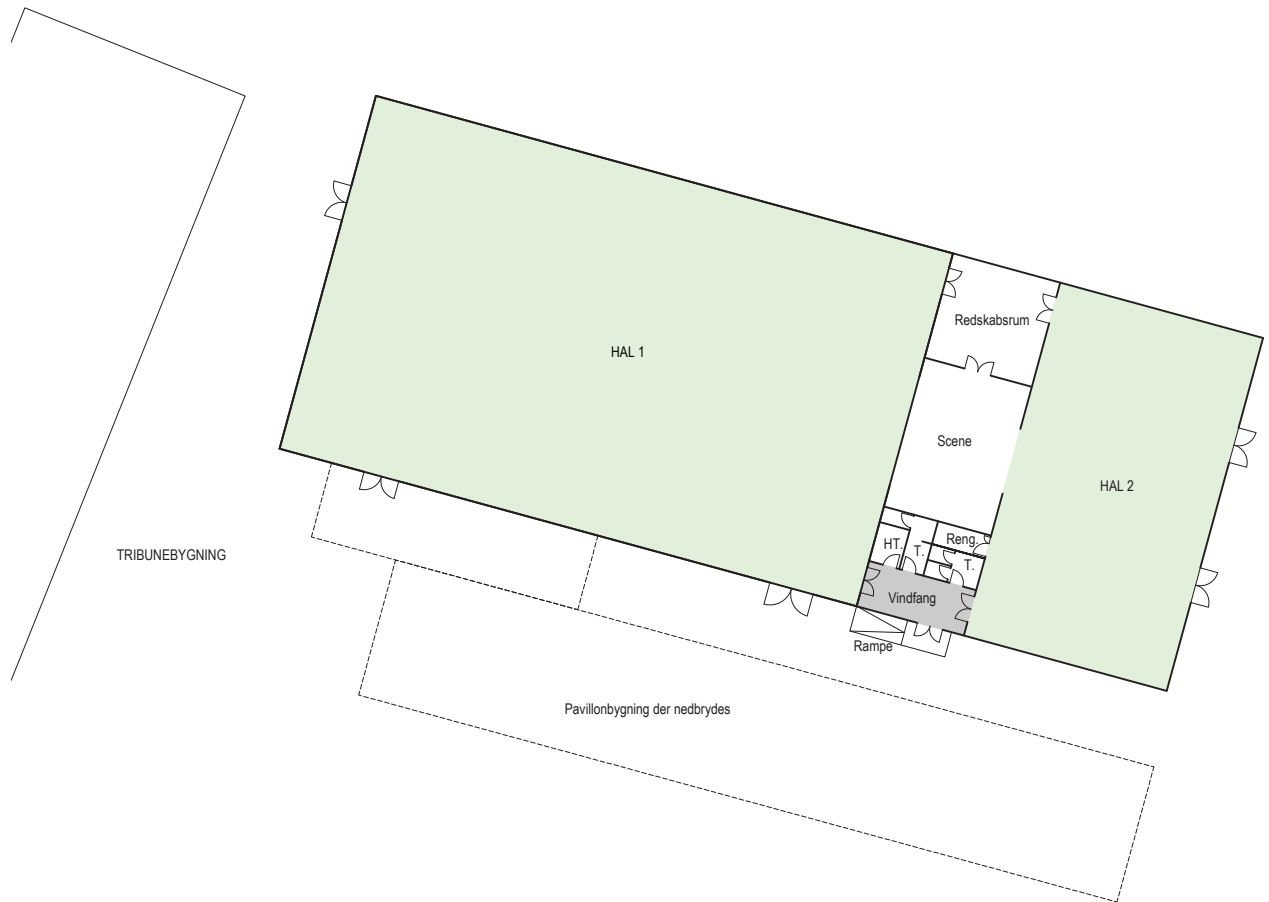 Redskabsrum
HAL 1
Scene
HAL 2
Reng.
HT.
T.
T.
TRIBUNEBYGNING
Vindfang
Rampe
Pavillonbygning der nedbrydes